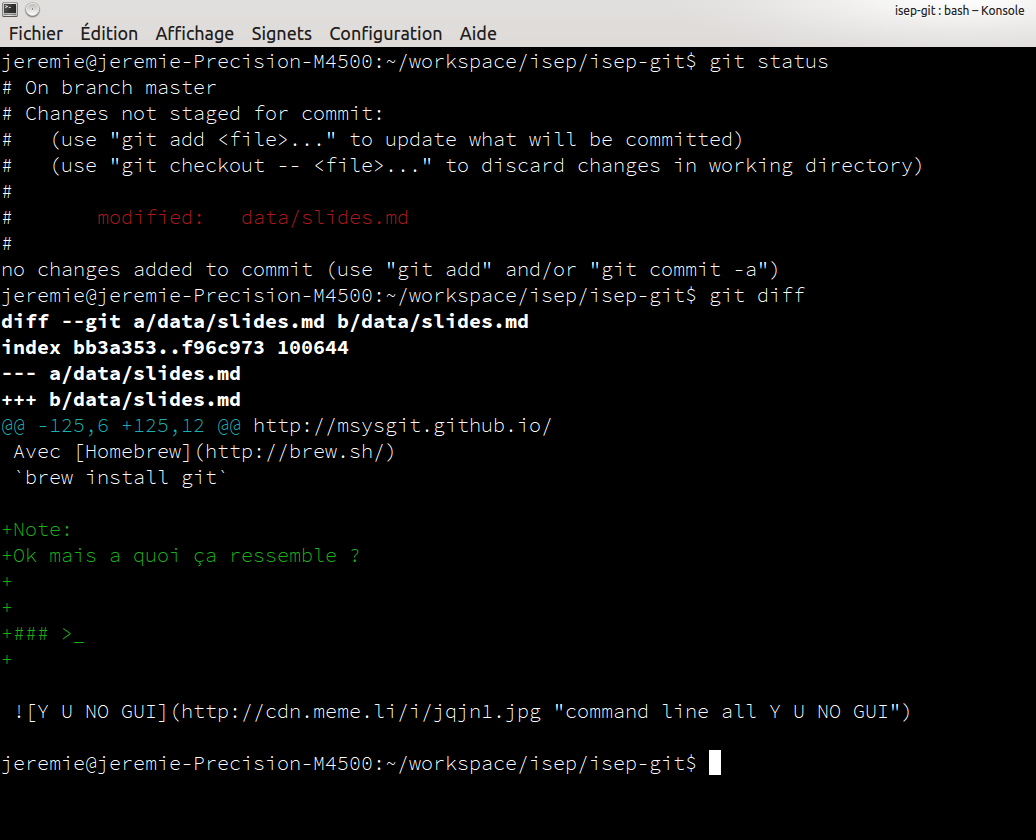 isep-git : bash – Konsole
Fichier Édition Affichage Signets Configuration Aide
jeremie@jeremie-Precision-M4500:~/workspace/isep/isep-git$ git status
# On branch master
# Changes not staged for commit:
#   (use "git add <file>..." to update what will be committed)
#   (use "git checkout -- <file>..." to discard changes in working directory)
#
#       modified:   data/slides.md
#
no changes added to commit (use "git add" and/or "git commit -a")
jeremie@jeremie-Precision-M4500:~/workspace/isep/isep-git$ git diff
diff --git a/data/slides.md b/data/slides.md
index bb3a353..f96c973 100644
--- a/data/slides.md
+++ b/data/slides.md
@@ -125,6 +125,12 @@ http://msysgit.github.io/
 Avec [Homebrew](http://brew.sh/)
 `brew install git`
+Note:
+Ok mais a quoi ça ressemble ?
+
+
+### >_
+
 ![Y U NO GUI](http://cdn.meme.li/i/jqjn1.jpg "command line all Y U NO GUI")
jeremie@jeremie-Precision-M4500:~/workspace/isep/isep-git$